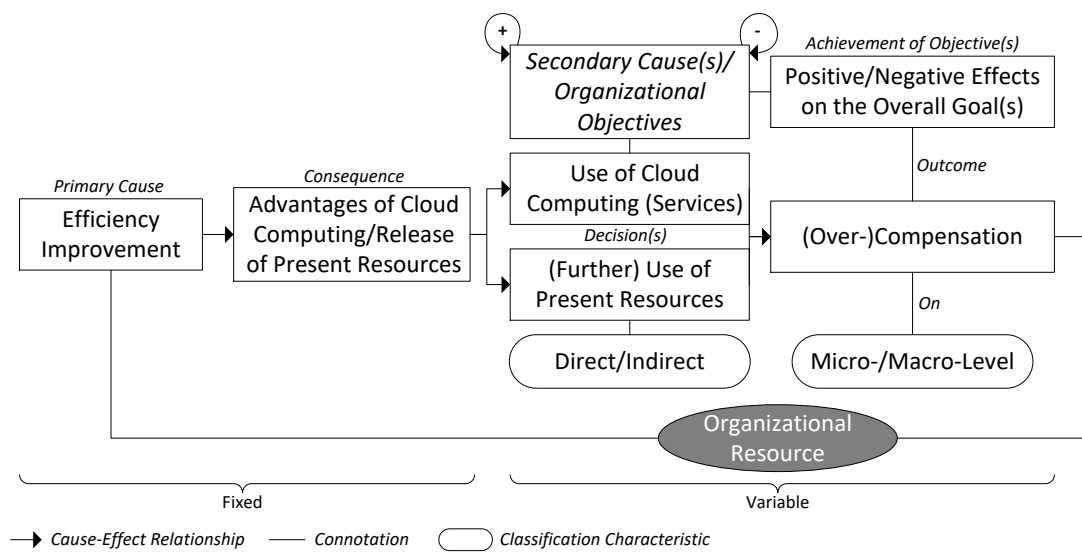 +
-
Secondary Cause(s)/
Organizational
Objectives
Achievement of Objective(s)
Positive/Negative Effects
on the Overall Goal(s)
Outcome
Primary Cause
Efficiency
Improvement
Consequence
Advantages of Cloud
Computing/Release
of Present Resources
Use of Cloud
Computing (Services)
Decision(s)
(Further) Use of
Present Resources
(Over-)Compensation
On
Direct/Indirect
Micro-/Macro-Level
Organizational
Resource
Fixed
Variable
Cause-Effect Relationship
Connotation
Classification Characteristic